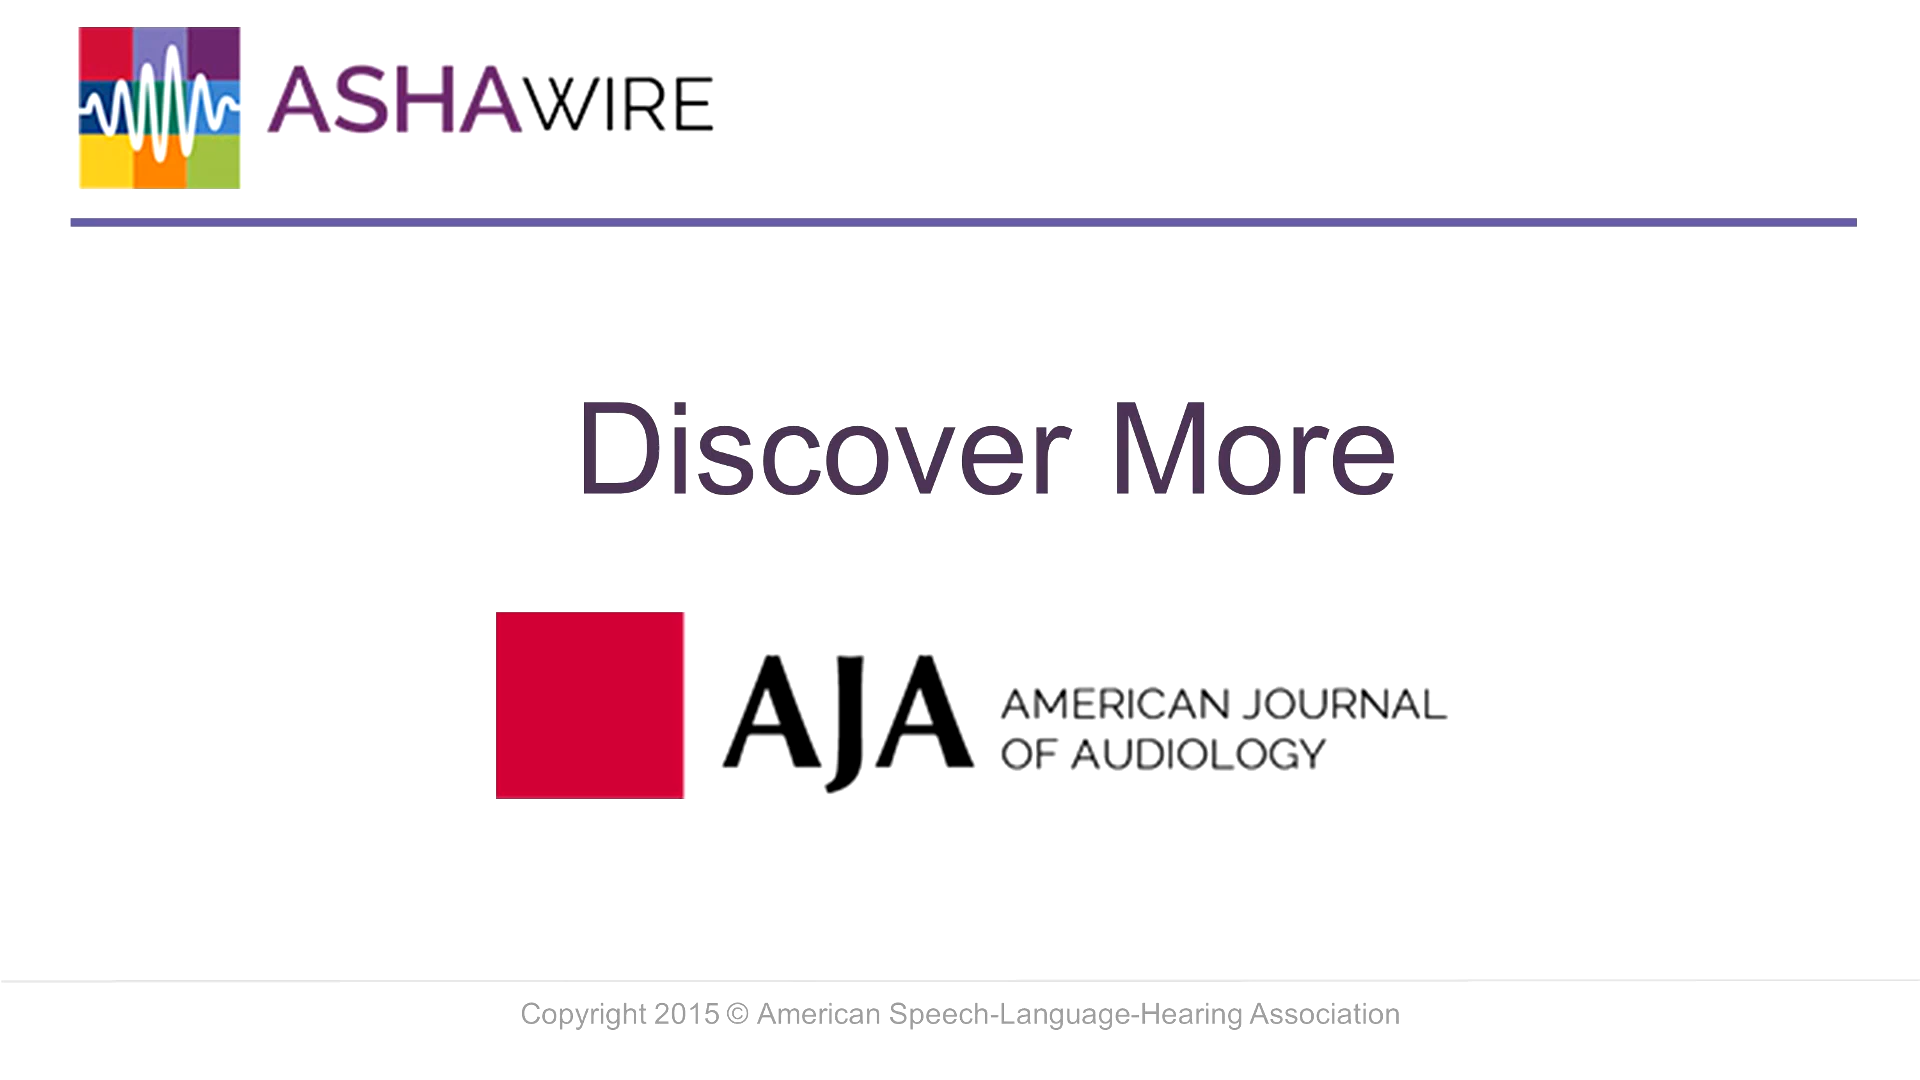 ASHAWIRE
Discover More
AJA AMERICAN JOURNAL
OF AUDIOLOGY
Copyright 2015 © American Speech-Language-Hearing Association